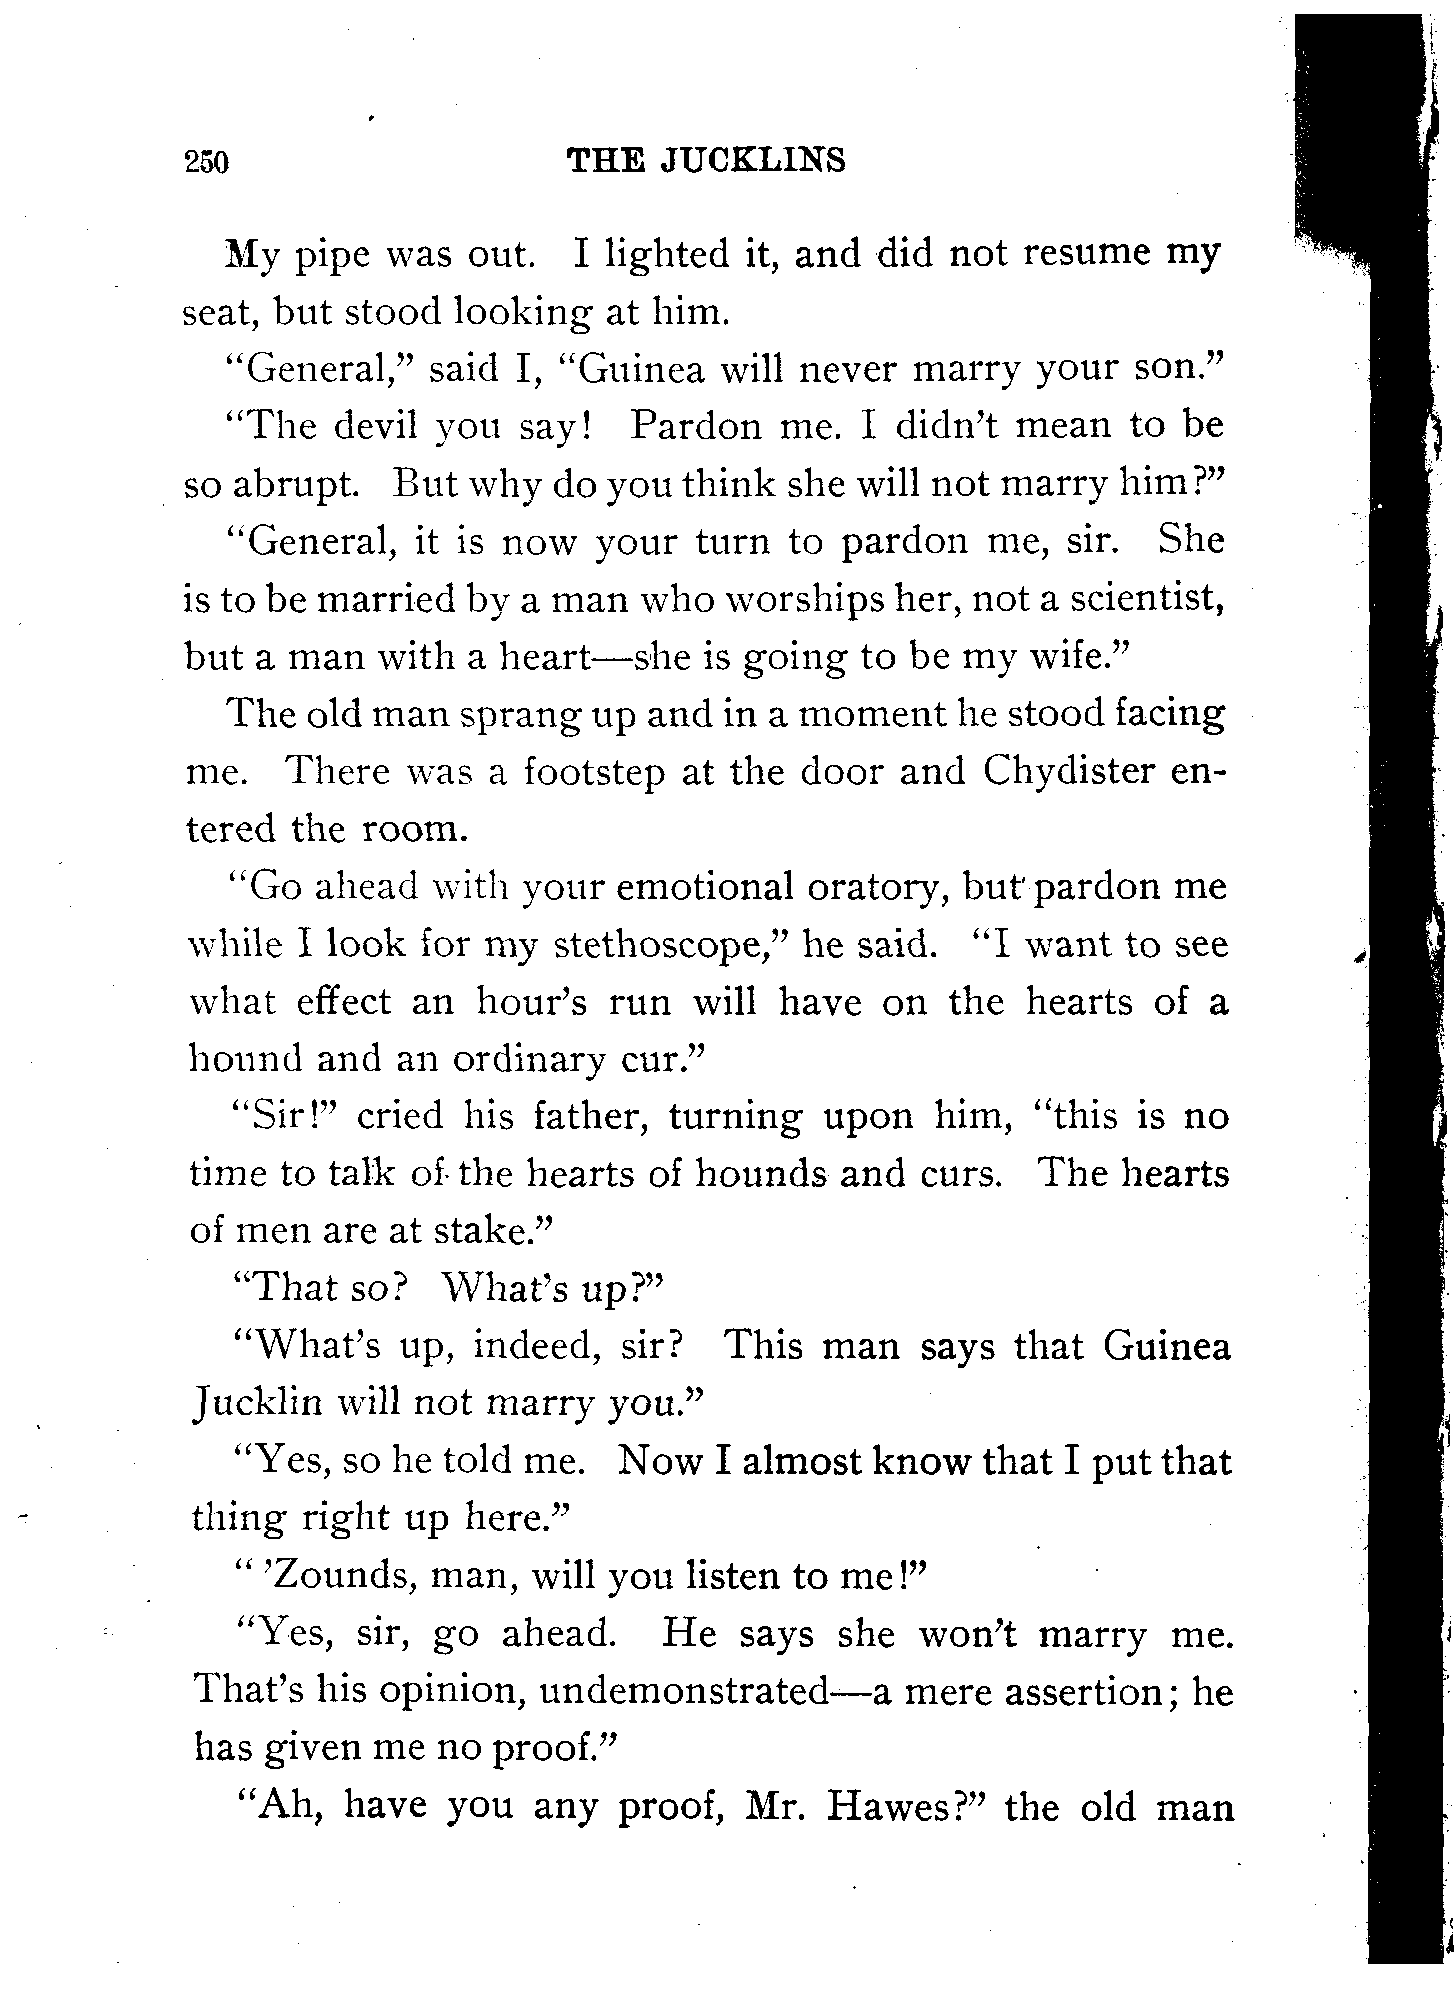 250 THE JUCKLINS
My pipe was out. I lighted it, and did not resume my
seat, but stood looking at him.
“General,” said I, “Guinea will never marry your son.”
“The devil you say! Pardon me. I didn’t mean to be
so abrupt. But why do you think she will not marry him?”
“General, it is now your turn to pardon me, sir. She
is to be married by a man who worships her, not a scientist,
but a man with a heart—she is going to be my wife.”
The old man sprang up and in a moment he stood facing
me. There was a footstep at the door and Chydister en-
tered the room.
“Go ahead with your emotional oratory, but pardon me
while I look for my stethoscope,” he said. “I want to see
what effect an hour’s run will have on the hearts of a
hound and an ordinary cur.”
“Sir!” cried his father, turning upon him, “this is no
time to talk of the hearts of hounds and curs. The hearts
of men are at stake.”
“That so? What’s up?”
“What’s up, indeed, sir? This man says that Guinea
Jucklin will not marry you.”
“Yes, so he told me. Now I almost know that I put that
thing right up here.”
“ ’Zounds, man, will you listen to me!”
“Yes, sir, go ahead. He says she won’t marry me.
That’s his opinion, undemonstrated—a mere assertion; he
has given me no proof.”
“Ah, have you any proof, Mr. Hawes?” the old man